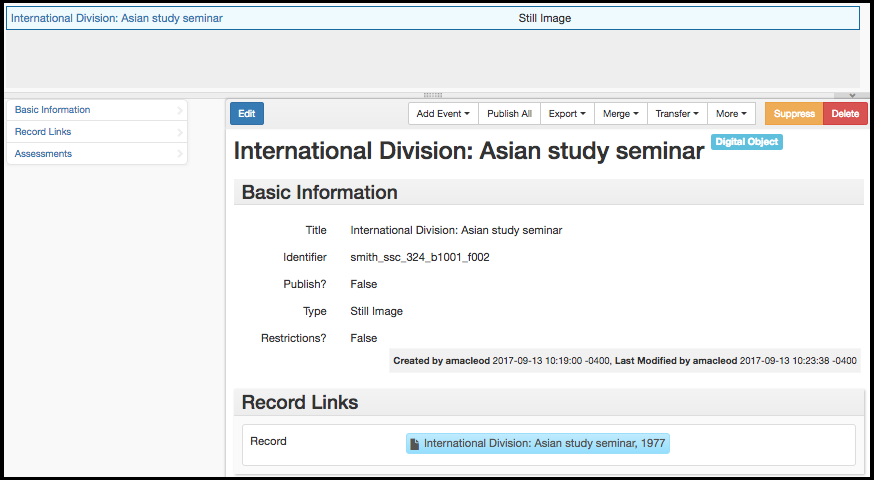 International Division: Asian study seminar Still Image
Basic Information
Record Links
Assessments
Edit Add Event Publish All Export Merge Transfer More Suppress Delete
International Division: Asian study seminar Digital Object
Basic Information
Title International Division: Asian study seminar
Identifier smith_ssc_324_b1001_f002
Publish? False
Type Still Image
Restrictions? False
Created by amacleod 2017-09-13 10:19:00 -0400, Last Modified by amacleod 2017-09-13 10:23:38 -0400
Record Links
Record International Division: Asian study seminar, 1977